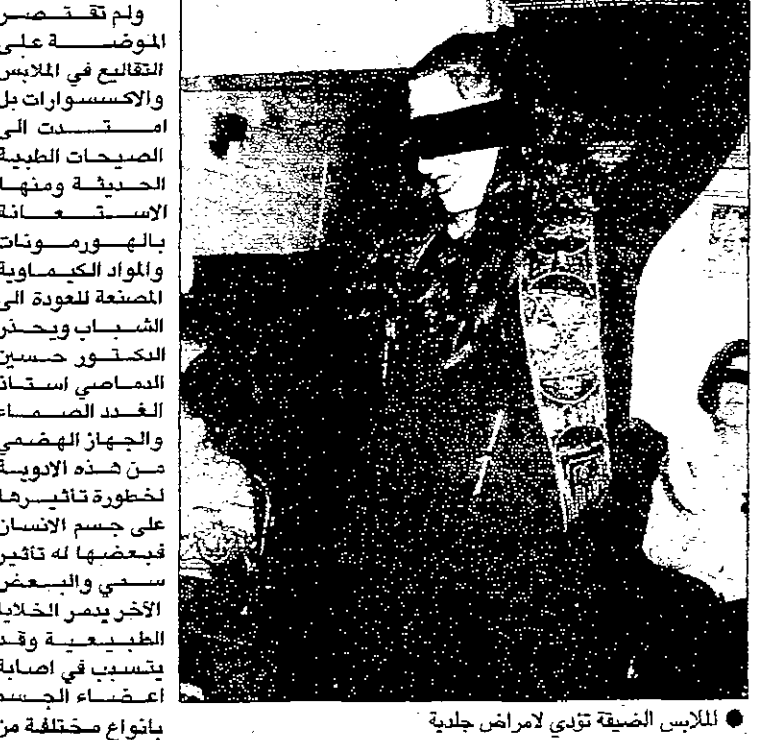 ولم تقتصر
الموضة على
التقاليع في الملابس
والاكسسوارات بل
امتدت الى
الصيحات الطبية
الحديثة ومنها
الاستعانة
بالهورمونات
والمواد الكيماوية
المصنعة للعودة الى
الشباب ويحذر
الدكتور حسين
الدماصي استاذ
الغدد الصماء
والجهاز الهضمي
من هذه الادوية
لخطورة تاثيرها
على جسم الانسان
فبعضها له تأثير
سمي والبعض
الآخر يدمر الخلايا
الطبيعية وقد
يتسبب في اصابة
اعضاء الجسم
بانواع مختلفة من
● الملابس الضيقة تؤدي لامراض جلدية